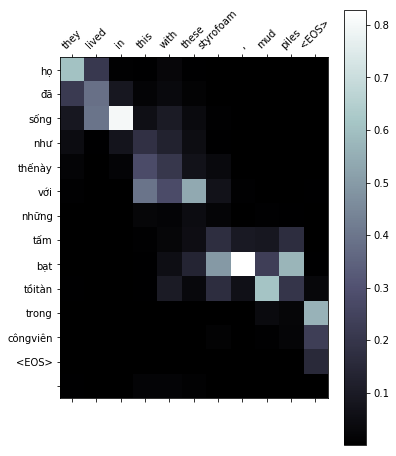 they lived in this with these styrofoam , mud piles <EOS>
họ
đã
sống
như
thếnày
với
những
tấm
bạt
tồitàn
trong
côngviên
<EOS>
0.8
0.7
0.6
0.5
0.4
0.3
0.2
0.1